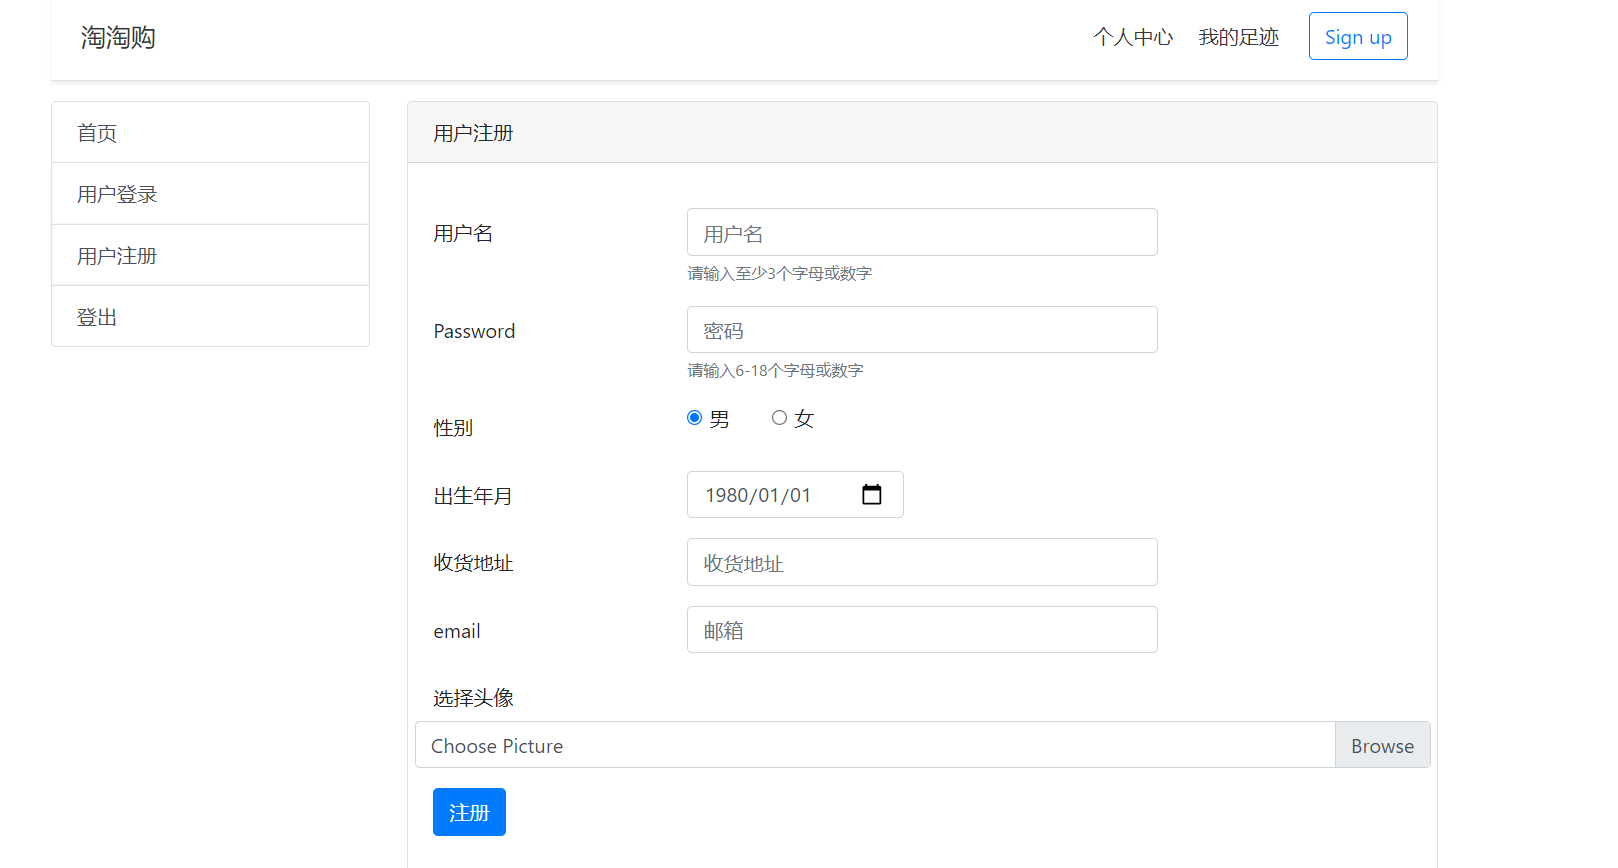 淘淘购
个人中心 我的足迹 Sign up
首页
用户登录
用户注册
登出
用户注册
用户名 用户名
请输入至少3个字母或数字
Password 密码
请输入6-18个字母或数字
性别 男 女
出生年月 1980/01/01
收货地址 收货地址
email 邮箱
选择头像
Choose Picture Browse
注册